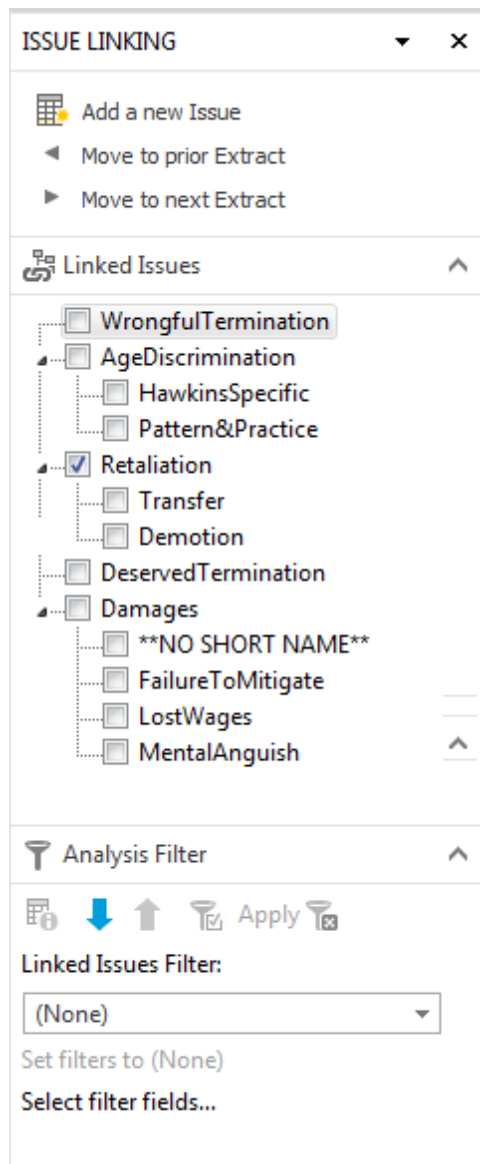 ISSUE LINKING
Add a new Issue
Move to prior Extract
Move to next Extract
Linked Issues
WrongfulTermination
AgeDiscrimination
HawkinsSpecific
Pattern&Practice
Retaliation
Transfer
Demotion
DeservedTermination
Damages
**NO SHORT NAME**
FailureToMitigate
LostWages
MentalAnguish
Analysis Filter
Apply
Linked Issues Filter:
(None)
Set filters to (None)
Select filter fields...